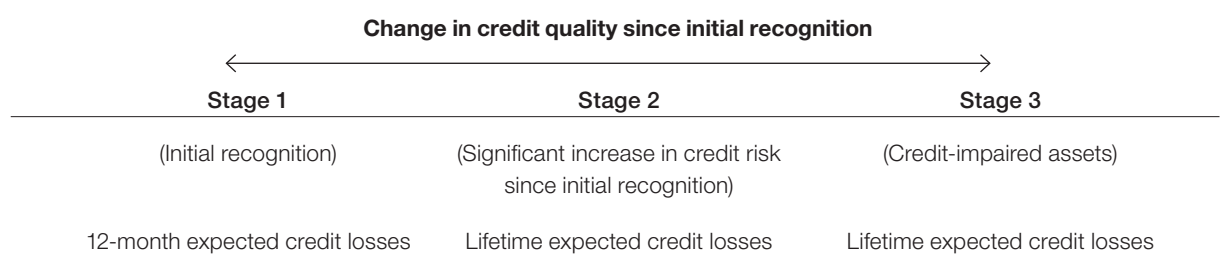 Change in credit quality since initial recognition
Stage 1 Stage 2 Stage 3
(Initial recognition) (Significant increase in credit risk (Credit-impaired assets)
since initial recognition)
12-month expected credit losses Lifetime expected credit losses Lifetime expected credit losses